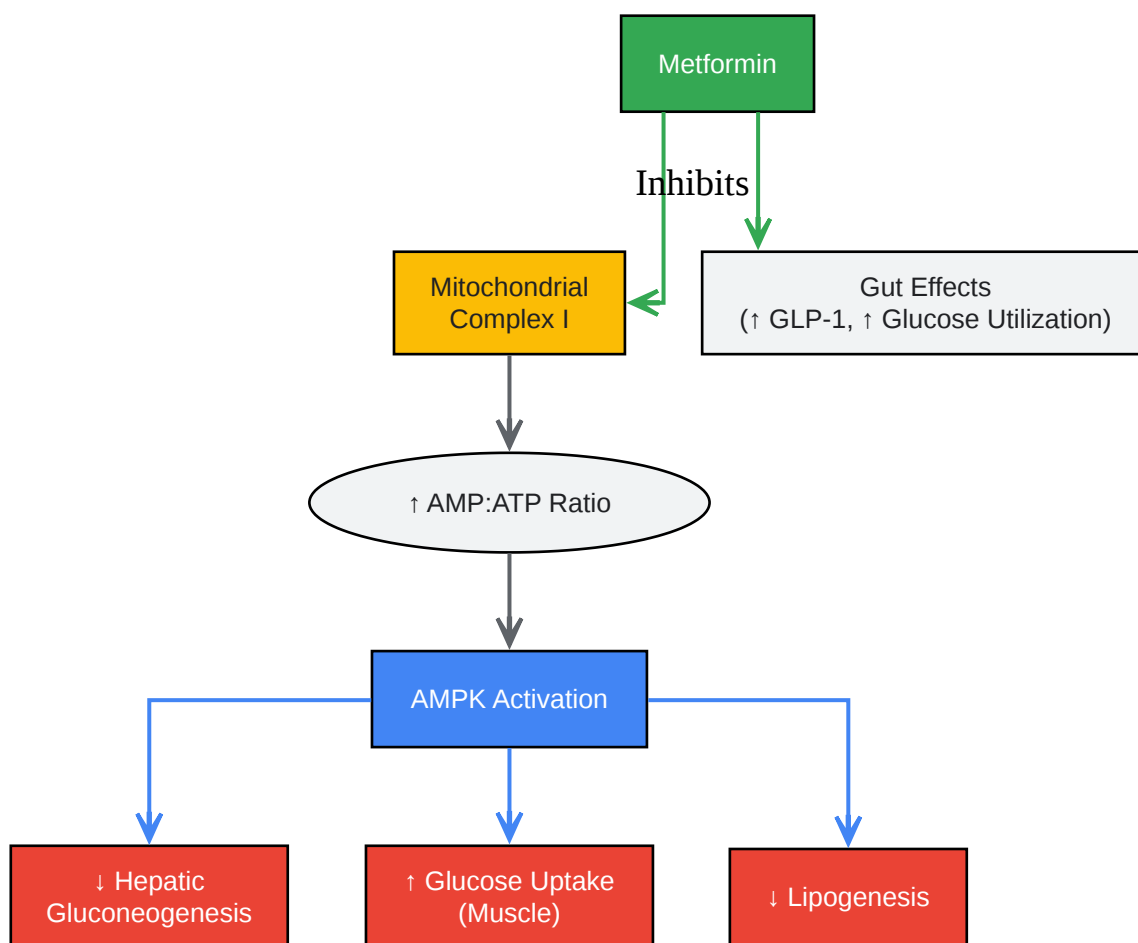 Metformin
Inhibits
Mitochondrial
Complex I
Gut Effects
(↑ GLP-1, ↑ Glucose Utilization)
↑ AMP:ATP Ratio
AMPK Activation
↓ Hepatic
Gluconeogenesis
↑ Glucose Uptake
(Muscle)
↓ Lipogenesis